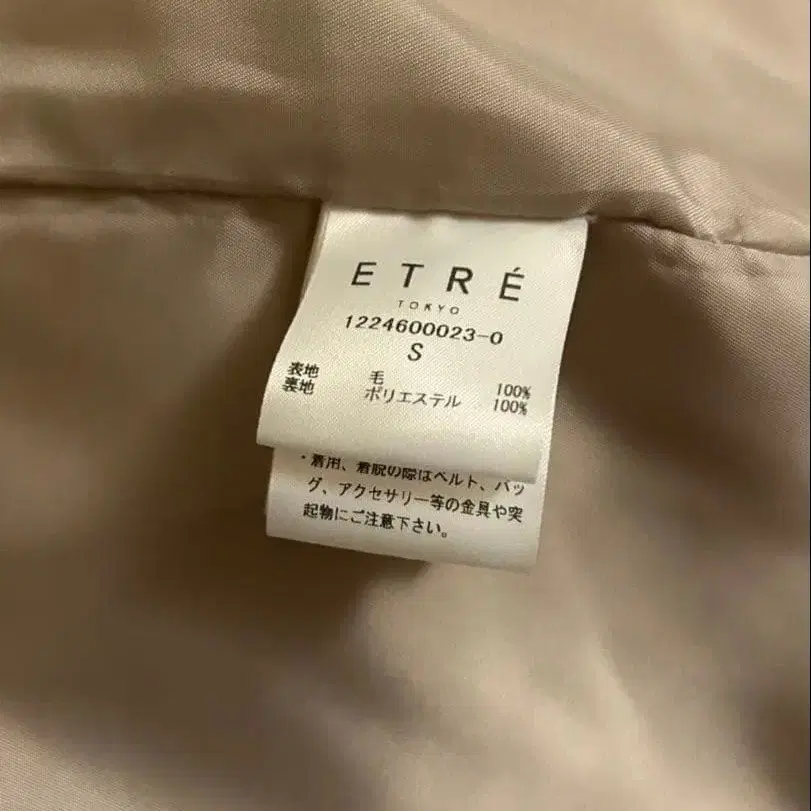 ETRÉ
TOKYO
1224600023-0
S
表地 毛 100%
裏地 ポリエステル 100%
・着用、着脱の際はベルト、バッ
グ、アクセサリー等の金具や突
起物にご注意下さい。